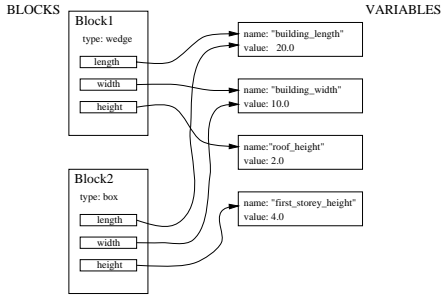 BLOCKS
VARIABLES
Block1
type: wedge
length
width
height
Block2
type: box
length
width
height
name: "building_length"
value: 20.0
name: "building_width"
value: 10.0
name:"roof_height"
value: 2.0
name: "first_storey_height"
value: 4.0